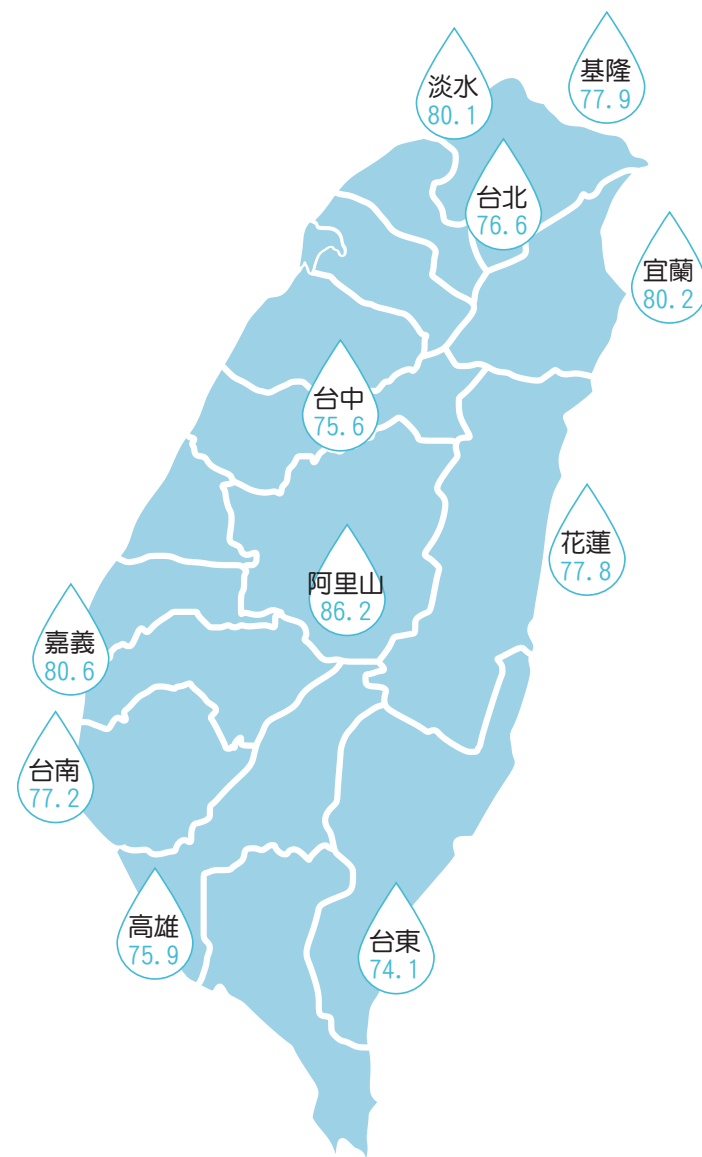 淡水
80.1
基隆
77.9
台北
76.6
宜蘭
80.2
台中
75.6
花蓮
77.8
阿里山
86.2
嘉義
80.6
台南
77.2
高雄
75.9
台東
74.1